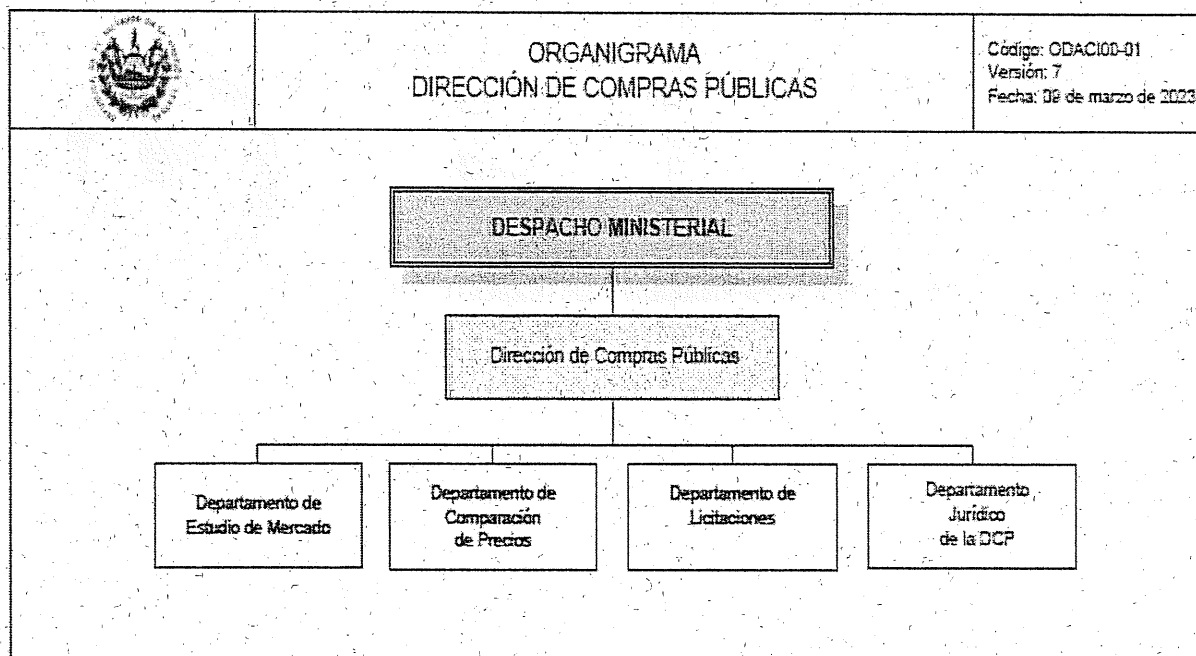 ORGANIGRAMA
DIRECCIÓN DE COMPRAS PÚBLICAS
Código: ODACI00-01
Versión: 7
Fecha: 09 de marzo de 2023
DESPACHO MINISTERIAL
Dirección de Compras Públicas
Departamento de
Estudio de Mercado
Departamento de
Comparación
de Precios
Departamento de
Licitaciones
Departamento
Jurídico
de la DCP